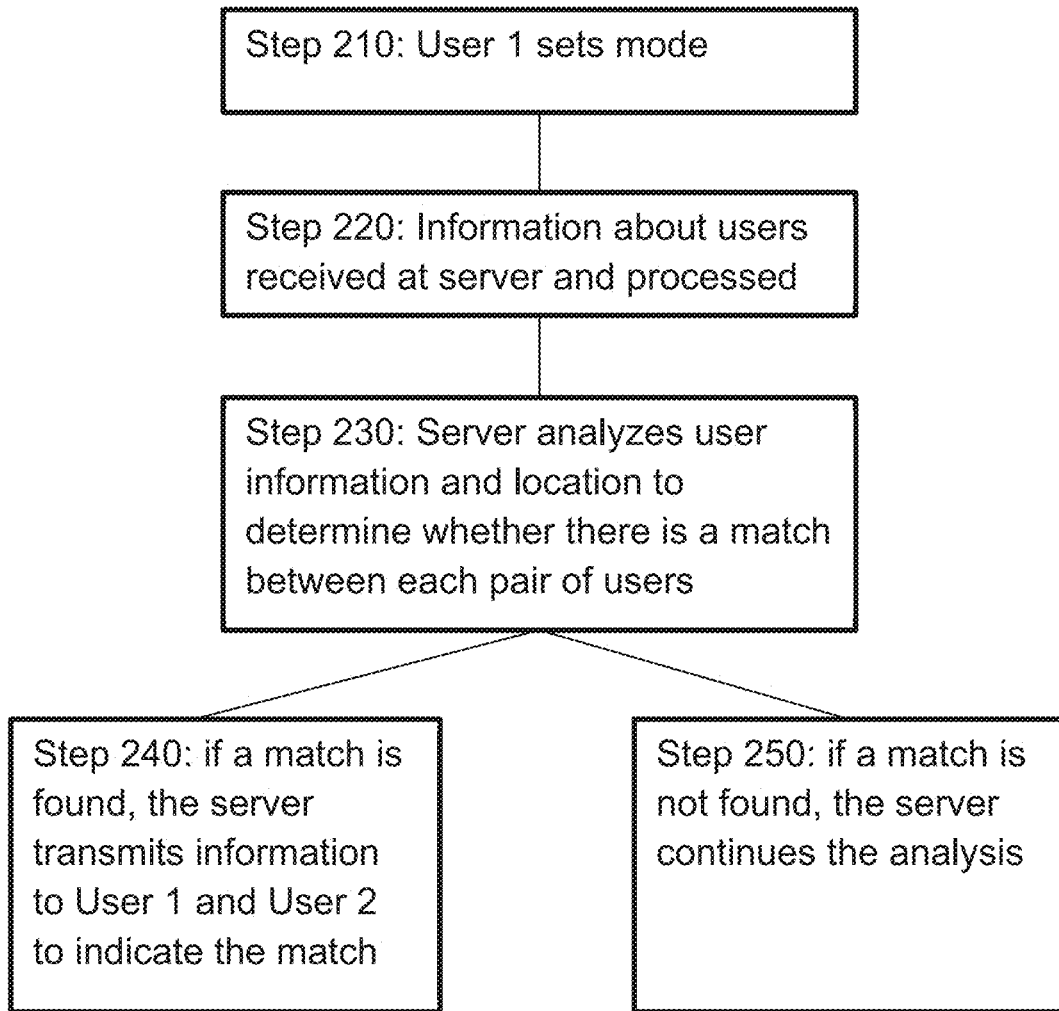 Step 210: User 1 sets mode
Step 220: Information about users
received at server and processed
Step 230: Server analyzes user
information and location to
determine whether there is a match
between each pair of users
Step 240: if a match is
found, the server
transmits information
to User 1 and User 2
to indicate the match
Step 250: if a match is
not found, the server
continues the analysis